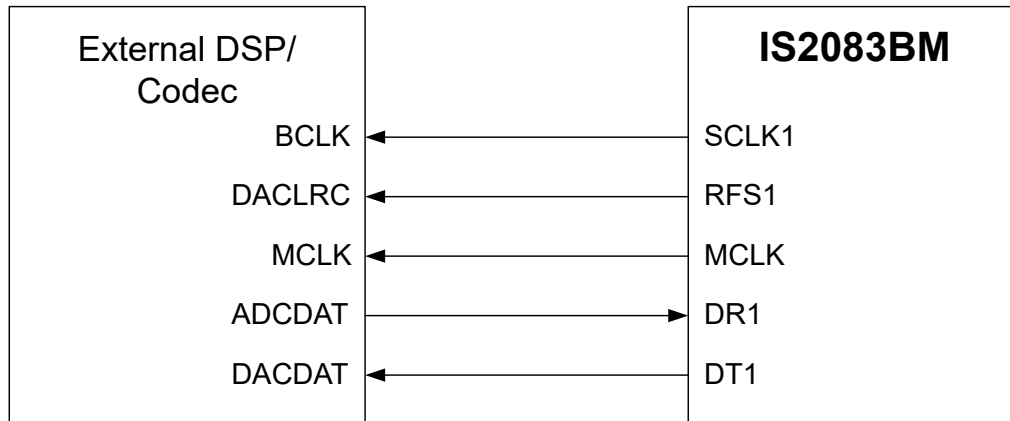 External DSP/
Codec
IS2083BM
BCLK
SCLK1
DACLRC
RFS1
MCLK
MCLK
ADCDAT
DR1
DACDAT
DT1